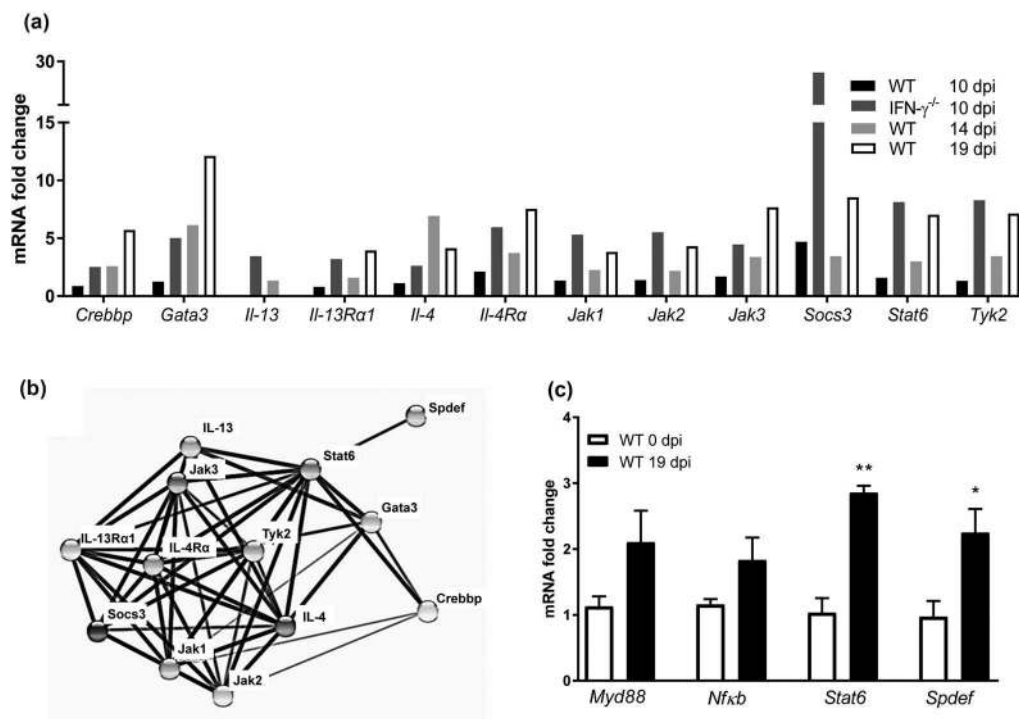 (a)
30
15
10
5
0
mRNA fold change
WT 10 dpi
IFN-γ-/- 10 dpi
WT 14 dpi
WT 19 dpi
Crebbp Gata3 Il-13 Il-13Rα1 Il-4 Il-4Rα Jak1 Jak2 Jak3 Socs3 Stat6 Tyk2
(b)
Spdef
IL-13
Stat6
Jak3
Gata3
Tyk2
IL-13Rα1
IL-4Rα
Crebbp
Socs3
IL-4
Jak1
Jak2
(c)
4
3
2
1
0
mRNA fold change
WT 0 dpi
WT 19 dpi
**
*
Myd88 Nfκb Stat6 Spdef